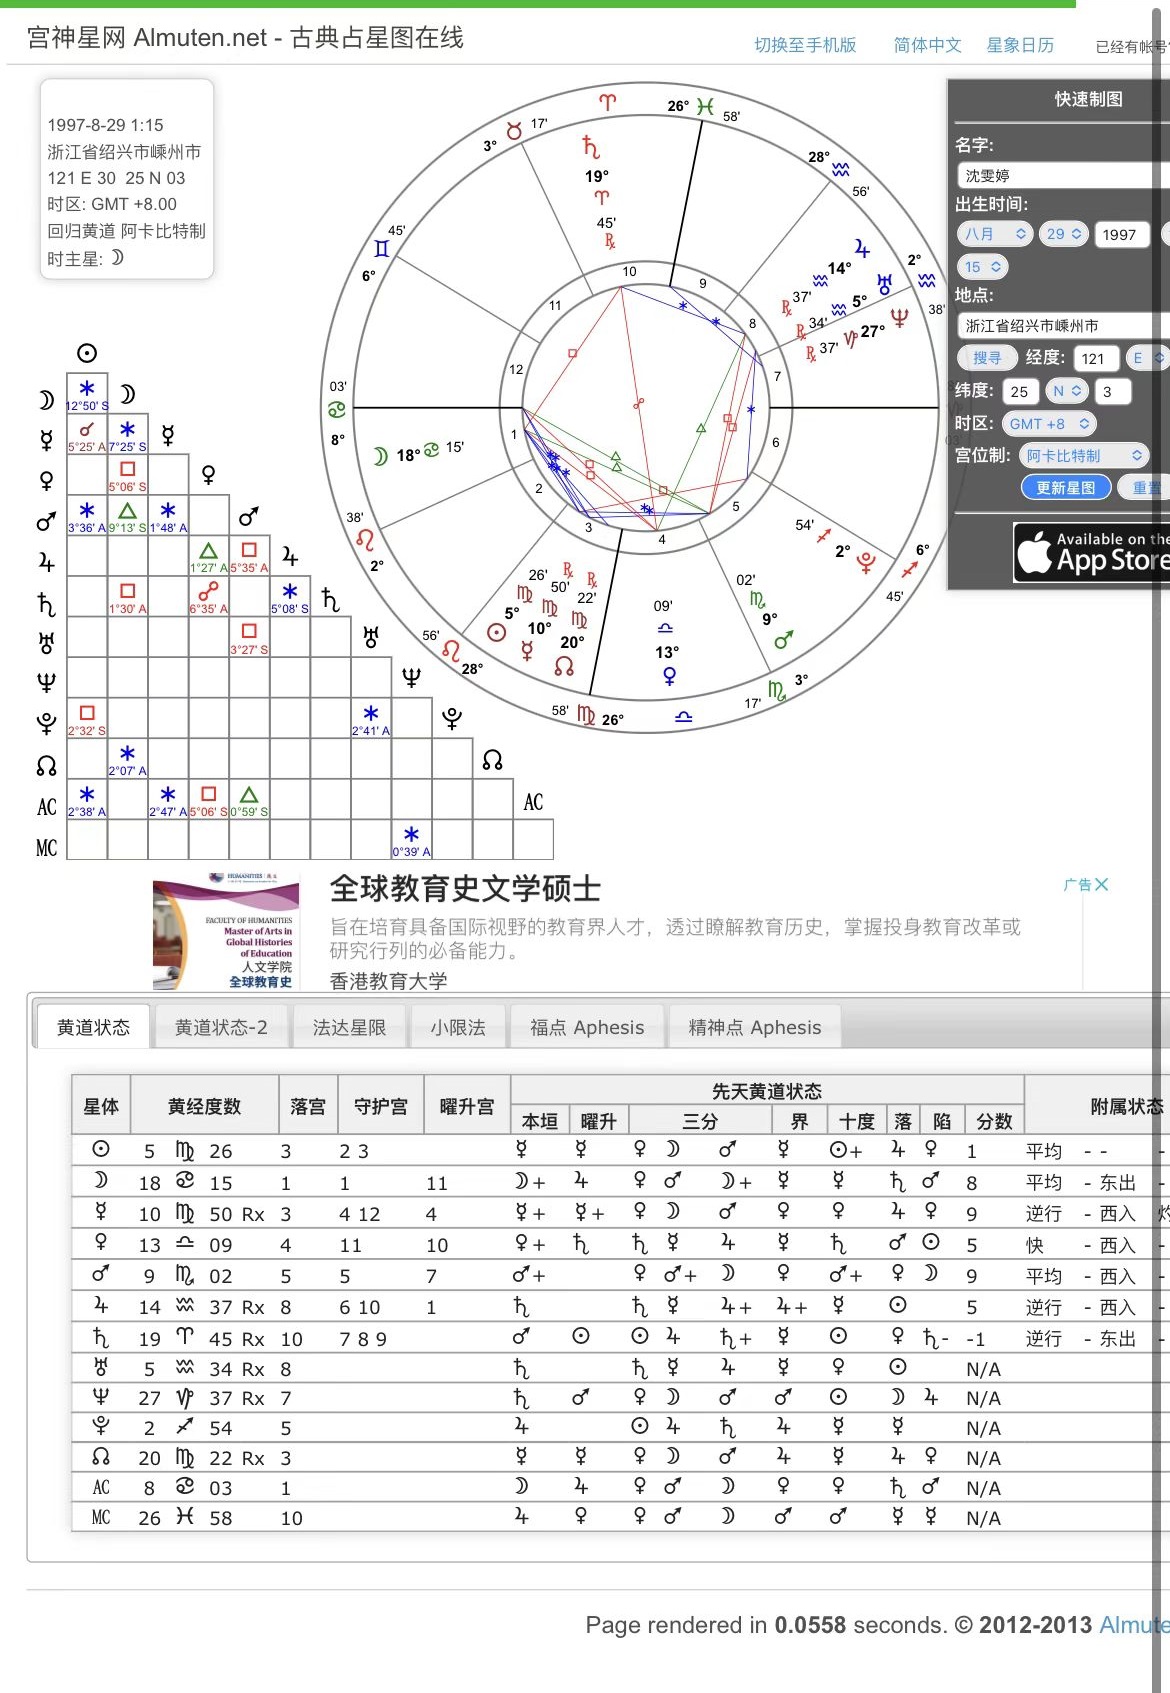 宫神星网 Almuten.net - 古典占星图在线
切换至手机版 简体中文 星象日历 已经有帐号
1997-8-29 1:15
浙江省绍兴市嵊州市
121 E 30 25 N 03
时区: GMT +8.00
回归黄道 阿卡比特制
时主星: ☽
快速制图
名字:
沈雯婷
出生时间:
八月 29 1997
15
地点:
浙江省绍兴市嵊州市
搜寻 经度: 121 E
纬度: 25 N 3
时区: GMT +8
宫位制: 阿卡比特制
更新星图 重置
Available on the
App Store
♈
26° ♓ 58'
3° ♉ 17'
28° ♒ 56'
45' ♊ 6°
2° ♒ 38'
03' ♋ 8°
38' ♌ 2°
56' ♌ 28°
58' ♍ 26°
♎
17' ♏ 3°
6° ♐ 45'
♄ 19° ♈ 45' ℞
♃ 14° ♒ 37' ℞
♅ 5° ♒ 34' ℞
♆ 27° ♑ 37' ℞
☽ 18° ♋ 15'
☉ 5° ♍ 26'
☿ 10° ♍ 50' ℞
☊ 20° ♍ 22' ℞
♀ 13° ♎ 09'
♂ 9° ♏ 02'
♇ 2° ♐ 54'
1 2 3 4 5 6 7 8 9 10 11 12
☉
☽ 12°50' S ☽
☿ 5°25' A 7°25' S ☿
♀ 5°06' S ♀
♂ 3°36' A 9°13' S 1°48' A ♂
♃ 1°27' A 5°35' A ♃
♄ 1°30' A 6°35' A 5°08' S ♄
♅ 3°27' S ♅
♆ ♆
♇ 2°32' S 2°41' A ♇
☊ 2°07' A ☊
AC 2°38' A 2°47' A 5°06' S 0°59' S AC
MC 0°39' A
HUMANITIES
FACULTY OF HUMANITIES
Master of Arts in
Global Histories
of Education
人文学院
全球教育史
全球教育史文学硕士
广告
旨在培育具备国际视野的教育界人才，透过瞭解教育历史，掌握投身教育改革或
研究行列的必备能力。
香港教育大学
黄道状态 黄道状态-2 法达星限 小限法 福点 Aphesis 精神点 Aphesis
星体 黄经度数 落宫 守护宫 曜升宫 先天黄道状态 附属状态
本垣 曜升 三分 界 十度 落 陷 分数
☉ 5 ♍ 26 3 2 3 ☿ ☿ ♀ ☽ ♂ ☿ ☉+ ♃ ♀ 1 平均 - - -
☽ 18 ♋ 15 1 1 11 ☽+ ♃ ♀ ♂ ☽+ ☿ ☿ ♄ ♂ 8 平均 - 东出 -
☿ 10 ♍ 50 Rx 3 4 12 4 ☿+ ☿+ ♀ ☽ ♂ ♀ ♀ ♃ ♀ 9 逆行 - 西入
♀ 13 ♎ 09 4 11 10 ♀+ ♄ ♄ ☿ ♃ ☿ ♄ ♂ ☉ 5 快 - 西入 -
♂ 9 ♏ 02 5 5 7 ♂+ ♀ ♂+ ☽ ♀ ♂+ ♀ ☽ 9 平均 - 西入 -
♃ 14 ♒ 37 Rx 8 6 10 1 ♄ ♄ ☿ ♃+ ♃+ ☿ ☉ 5 逆行 - 西入 -
♄ 19 ♈ 45 Rx 10 7 8 9 ♂ ☉ ☉ ♃ ♄+ ☿ ☉ ♀ ♄- -1 逆行 - 东出 -
♅ 5 ♒ 34 Rx 8 ♄ ♄ ☿ ♃ ☿ ♀ ☉ N/A
♆ 27 ♑ 37 Rx 7 ♄ ♂ ♀ ☽ ♂ ♂ ☉ ☽ ♃ N/A
♇ 2 ♐ 54 5 ♃ ☉ ♃ ♄ ♃ ☿ ☿ N/A
☊ 20 ♍ 22 Rx 3 ☿ ☿ ♀ ☽ ♂ ♃ ☿ ♃ ♀ N/A
AC 8 ♋ 03 1 ☽ ♃ ♀ ♂ ☽ ♀ ♀ ♄ ♂ N/A
MC 26 ♓ 58 10 ♃ ♀ ♀ ♂ ☽ ♂ ♂ ☿ ☿ N/A
Page rendered in 0.0558 seconds. © 2012-2013 Almute